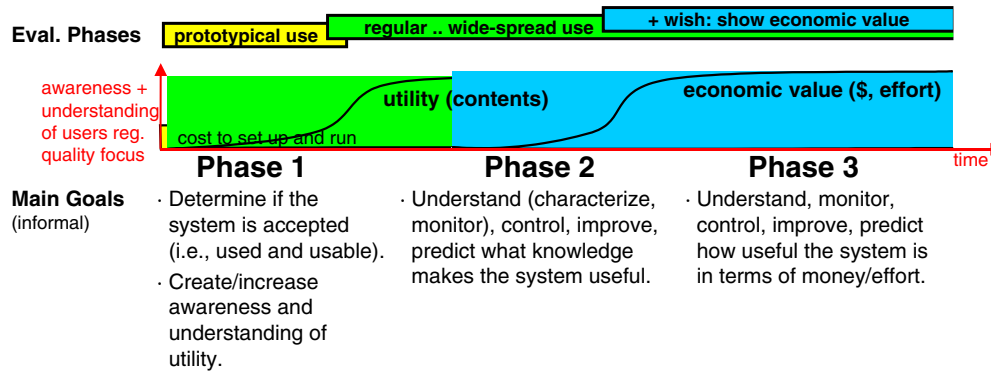 Eval. Phases
prototypical use
regular .. wide-spread use
+ wish: show economic value
awareness +
understanding
of users reg.
quality focus
cost to set up and run
utility (contents)
economic value ($, effort)
time
Phase 1
Phase 2
Phase 3
Main Goals
(informal)
· Determine if the
system is accepted
(i.e., used and usable).
· Create/increase
awareness and
understanding of
utility.
· Understand (characterize,
monitor), control, improve,
predict what knowledge
makes the system useful.
· Understand, monitor,
control, improve, predict
how useful the system is
in terms of money/effort.